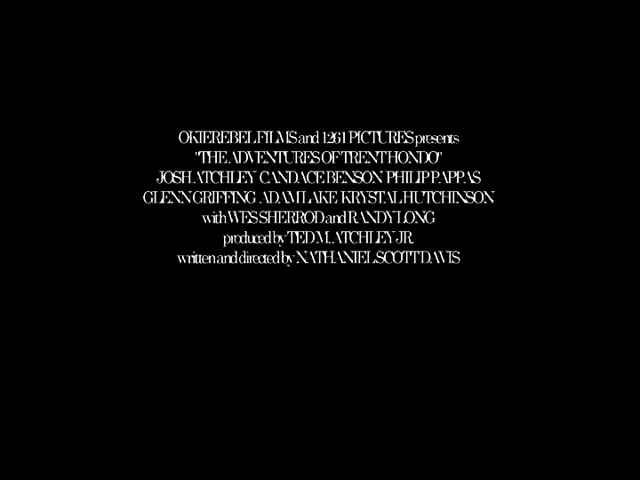 OKIEREBEL FILMS and 1261 PICTURES presents
"THE ADVENTURES OF TRENT HONDO"
JOSH ATCHLEY CANDACE BENSON PHILIP PAPPAS
GLENN GRIFFING ADAM LAKE KRYSTAL HUTCHINSON
with WES SHERROD and RANDY LONG
produced by TED M. ATCHLEY JR.
written and directed by NATHANIEL SCOTT DAVIS